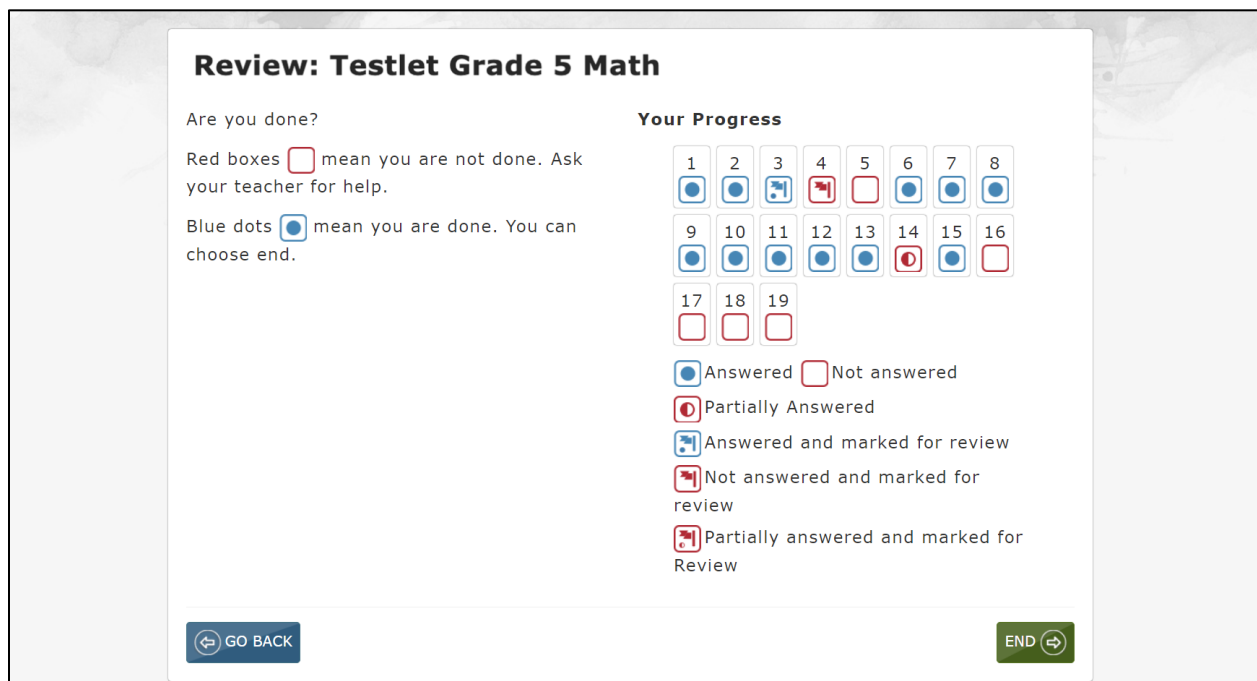 Review: Testlet Grade 5 Math
Are you done?
Red boxes mean you are not done. Ask
your teacher for help.
Blue dots mean you are done. You can
choose end.
Your Progress
1 2 3 4 5 6 7 8
9 10 11 12 13 14 15 16
17 18 19
Answered Not answered
Partially Answered
Answered and marked for review
Not answered and marked for
review
Partially answered and marked for
Review
GO BACK
END